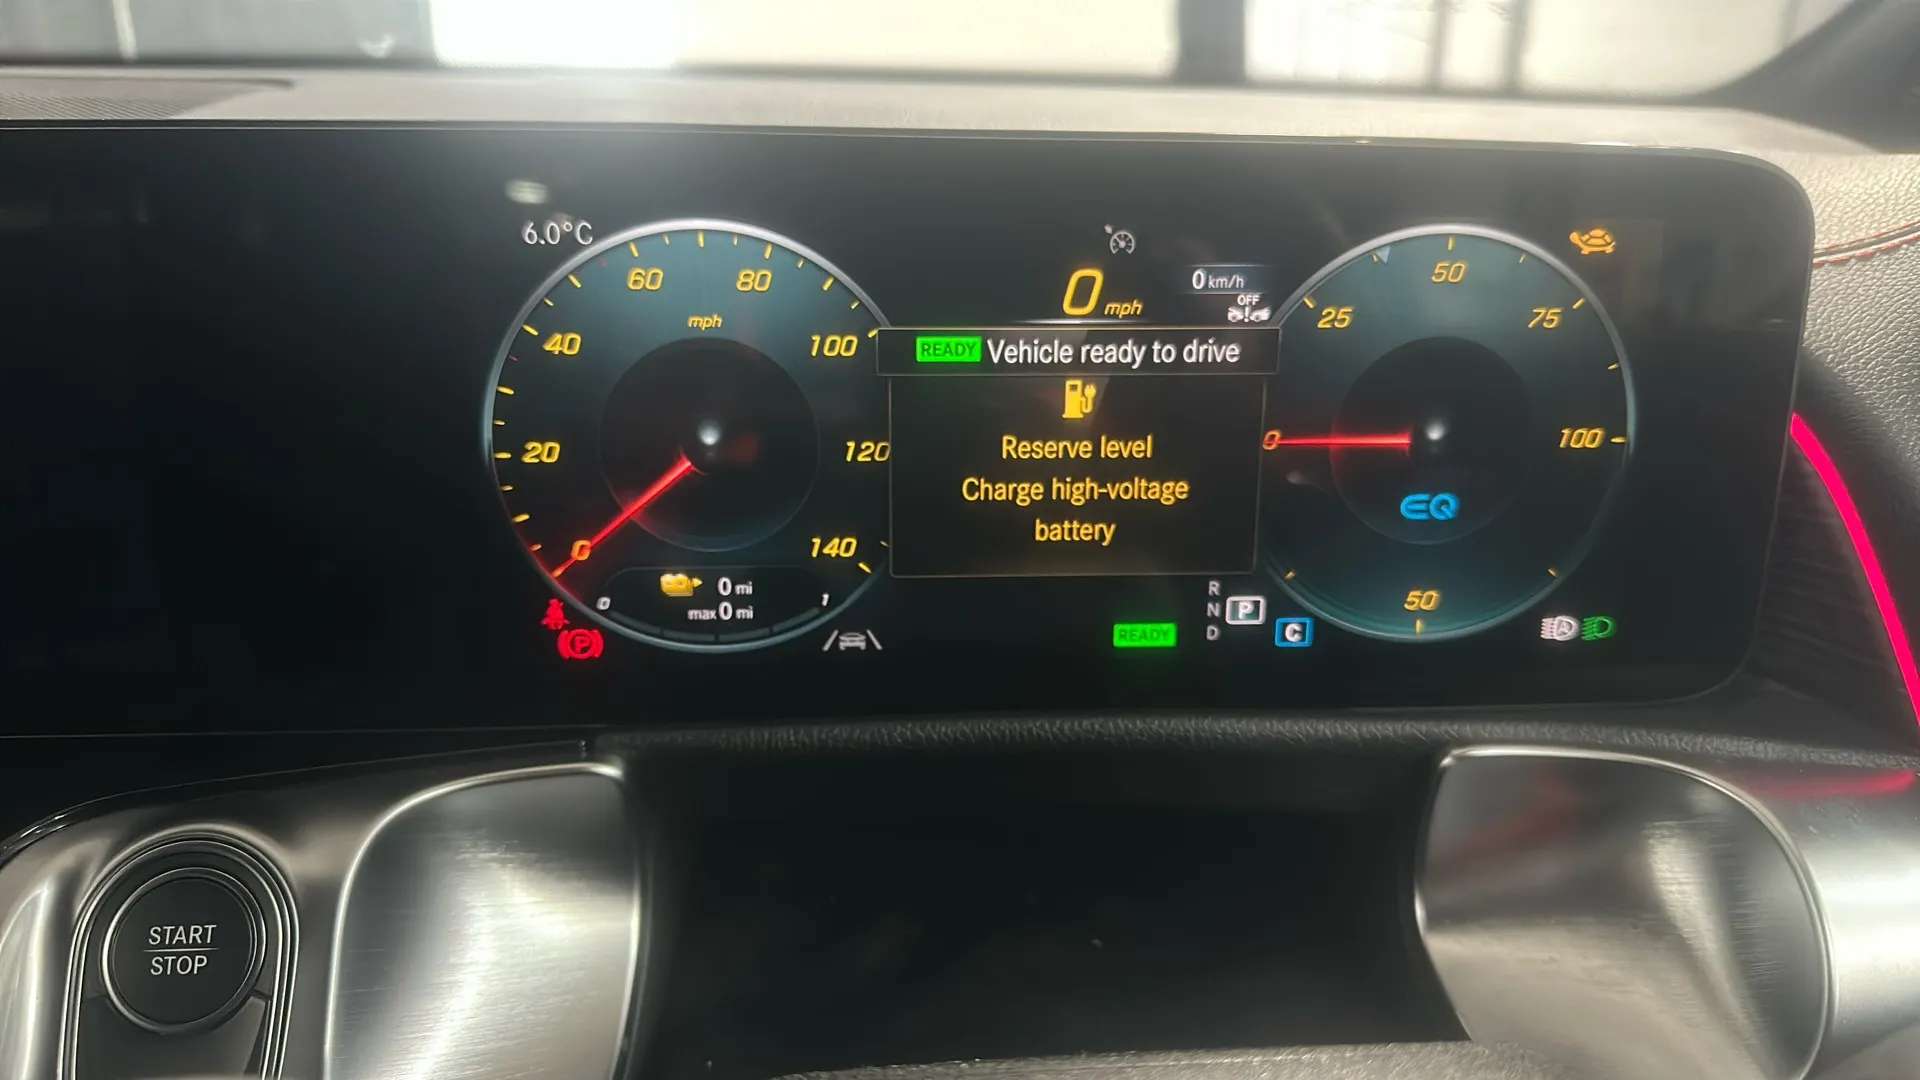 6.0°C
0 mph
0 km/h
OFF
READY Vehicle ready to drive
Reserve level
Charge high-voltage
battery
0
20
40
60
80
100
120
140
mph
0 mi
max 0 mi
0
1
P
READY
R
N
D
P
C
0
25
50
75
100
50
EQ
A
START
STOP